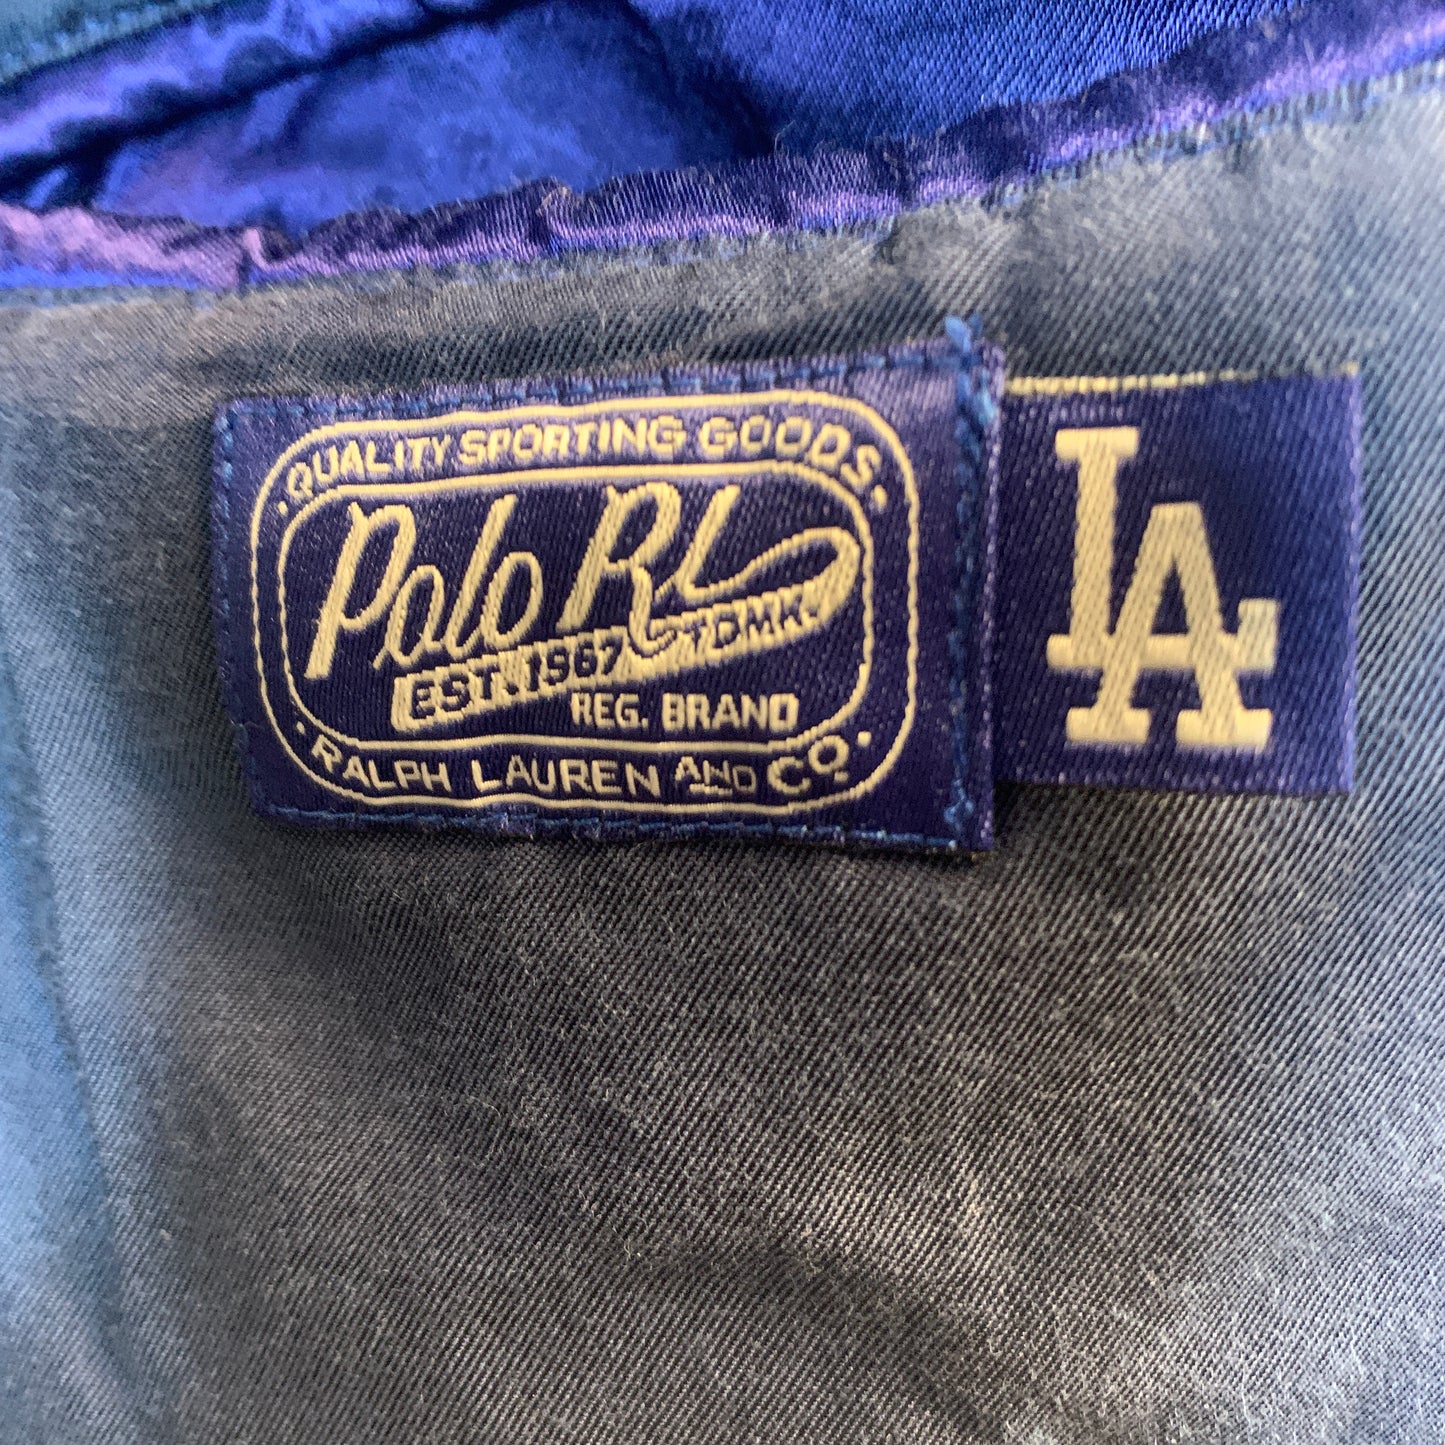 QUALITY SPORTING GOODS
Polo RL
EST. 1967 TDMK.
REG. BRAND
RALPH LAUREN AND CO.
LA